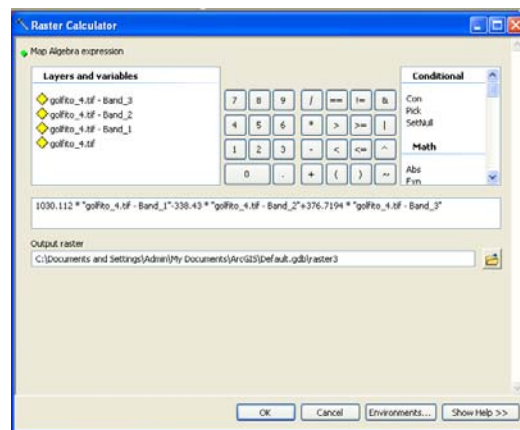 Raster Calculator
Map Algebra expression
Layers and variables
golfito_4.tif - Band_3
golfito_4.tif - Band_2
golfito_4.tif - Band_1
golfito_4.tif
7 8 9 / == != &
4 5 6 * > >= |
1 2 3 - < <= ^
0 . + ( ) ~
Conditional
Con
Pick
SetNull
Math
Abs
Exp
1030.112 * "golfito_4.tif - Band_1"-338.43 * "golfito_4.tif - Band_2"+376.7194 * "golfito_4.tif - Band_3"
Output raster
C:\Documents and Settings\Admin\My Documents\ArcGIS\Default.gdb\raster3
OK Cancel Environments... Show Help >>